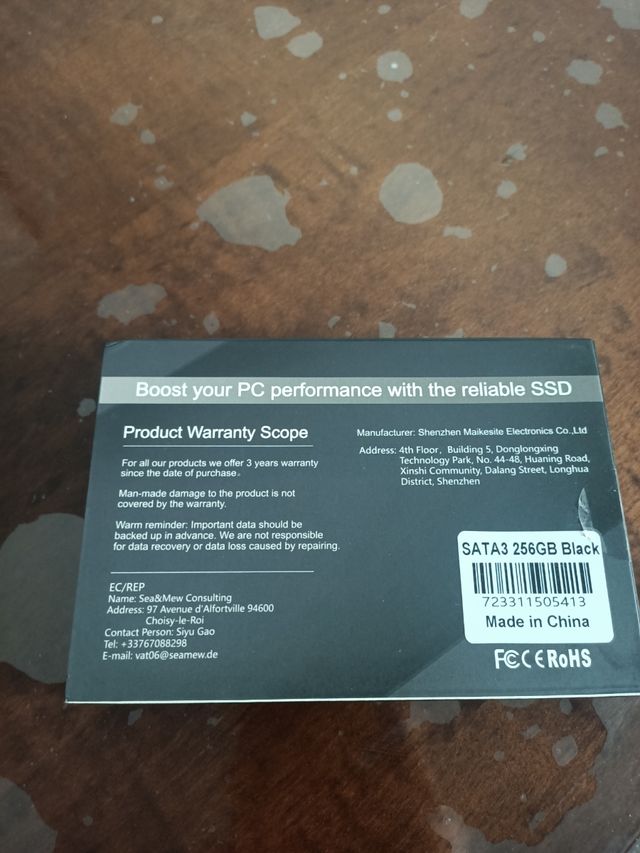 Boost your PC performance with the reliable SSD
Product Warranty Scope
For all our products we offer 3 years warranty
since the date of purchase.
Man-made damage to the product is not
covered by the warranty.
Warm reminder: Important data should be
backed up in advance. We are not responsible
for data recovery or data loss caused by repairing.
EC/REP
Name: Sea&Mew Consulting
Address: 97 Avenue d'Alfortville 94600
Choisy-le-Roi
Contact Person: Siyu Gao
Tel: +33767088298
E-mail: vat06@seamew.de
Manufacturer: Shenzhen Maikesite Electronics Co.,Ltd
Address: 4th Floor, Building 5, Donglongxing
Technology Park, No. 44-48, Huaning Road,
Xinshi Community, Dalang Street, Longhua
District, Shenzhen
SATA3 256GB Black
723311505413
Made in China
FC CE RoHS